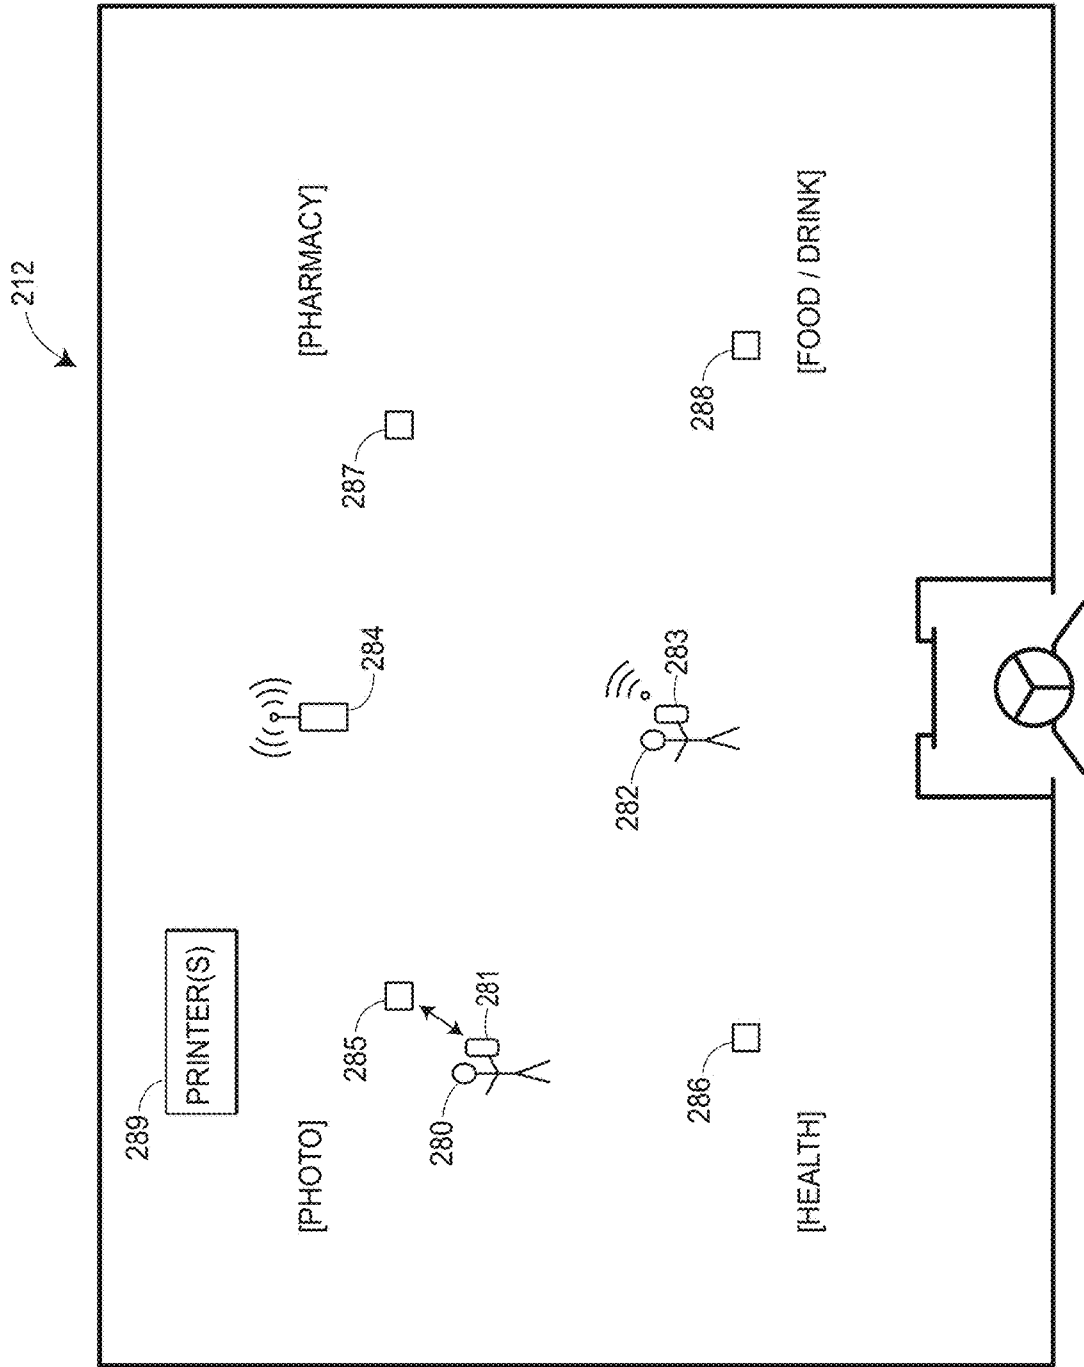 212
289
PRINTER(S)
[PHOTO]
[PHARMACY]
284
285
287
281
280
283
282
288
286
[HEALTH]
[FOOD / DRINK]